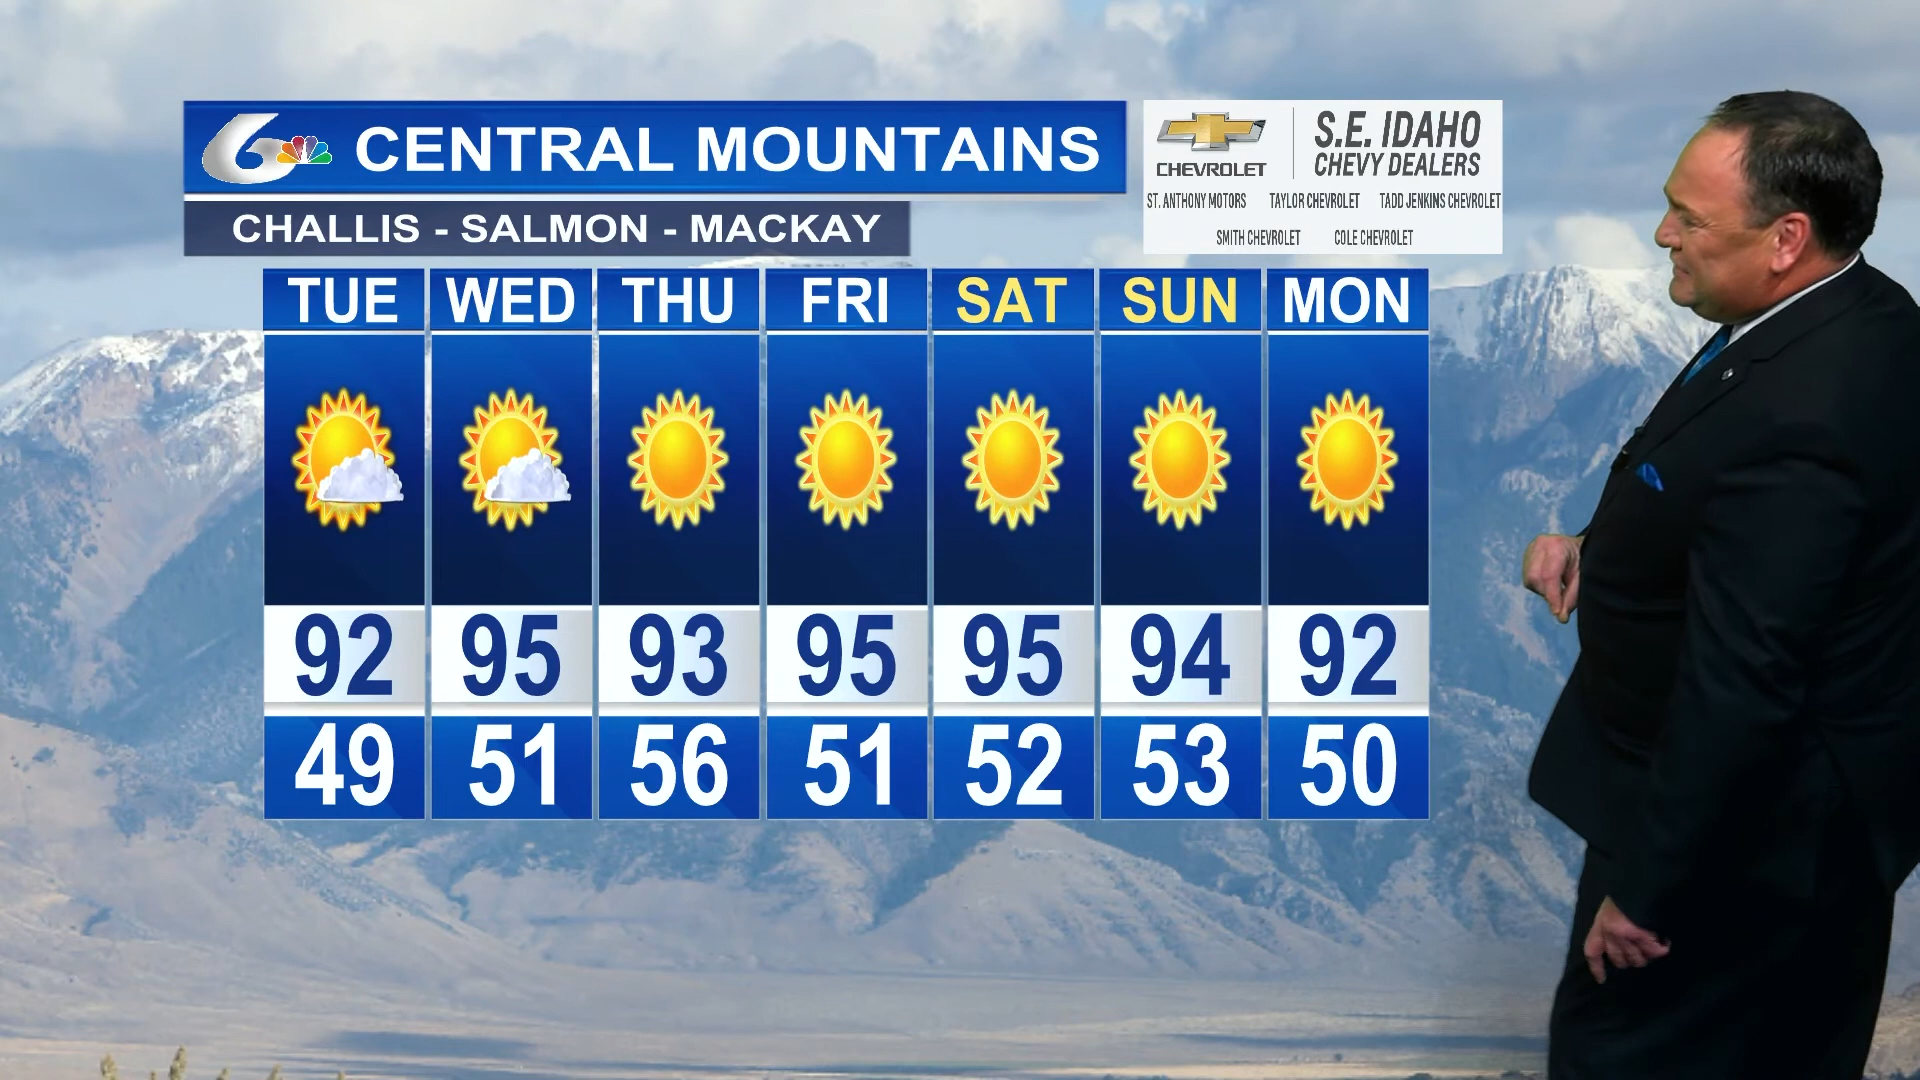 6 CENTRAL MOUNTAINS
CHALLIS - SALMON - MACKAY
CHEVROLET
S.E. IDAHO
CHEVY DEALERS
ST. ANTHONY MOTORS TAYLOR CHEVROLET TADD JENKINS CHEVROLET
SMITH CHEVROLET COLE CHEVROLET
TUE WED THU FRI SAT SUN MON
92 95 93 95 95 94 92
49 51 56 51 52 53 50